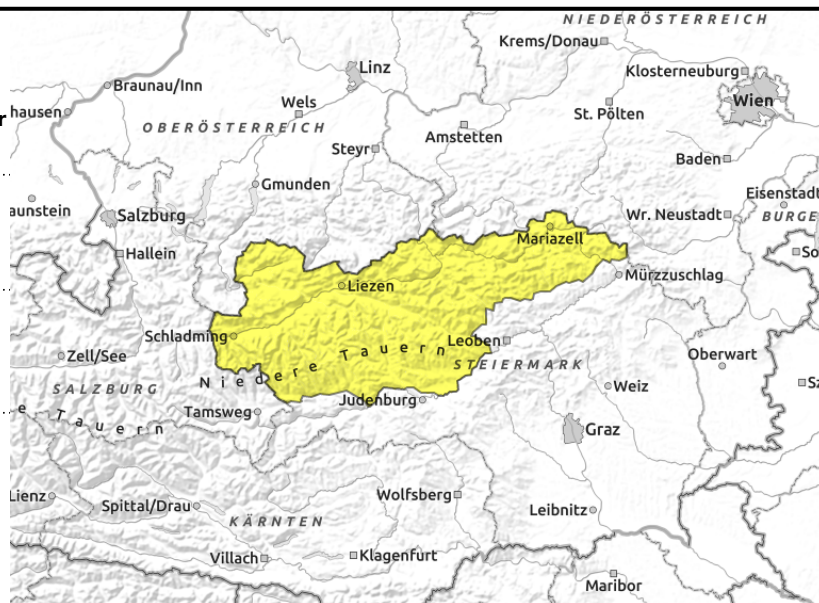 NIEDERÖSTERREICH
Krems/Donau
Linz
Klosterneuburg
Braunau/Inn
Wels
Wien
hausen
St. Pölten
OBERÖSTERREICH
Amstetten
Steyr
Baden
Gmunden
Eisenstadt
aunstein
Salzburg
Wr. Neustadt
BURGE
Mariazell
Hallein
So
Mürzzuschlag
Liezen
Schladming
Leoben
Niedere Tauern
Zell/See
Oberwart
STEIERMARK
SALZBURG
Weiz
Sz
Judenburg
Tamsweg
e Tauern
Graz
Lienz
Wolfsberg
Spittal/Drau
Leibnitz
KÄRNTEN
Villach
Klagenfurt
Maribor